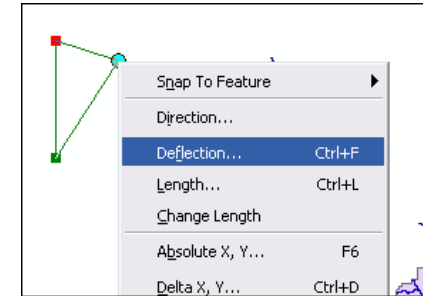 Snap To Feature
Direction...
Deflection... Ctrl+F
Length... Ctrl+L
Change Length
Absolute X, Y... F6
Delta X, Y... Ctrl+D